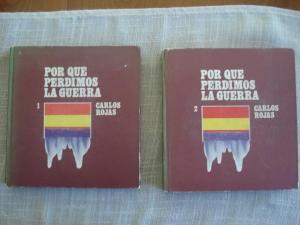 POR QUE
PERDIMOS
LA GUERRA
1
CARLOS
ROJAS
POR QUE
PERDIMOS
LA GUERRA
2
CARLOS
ROJAS